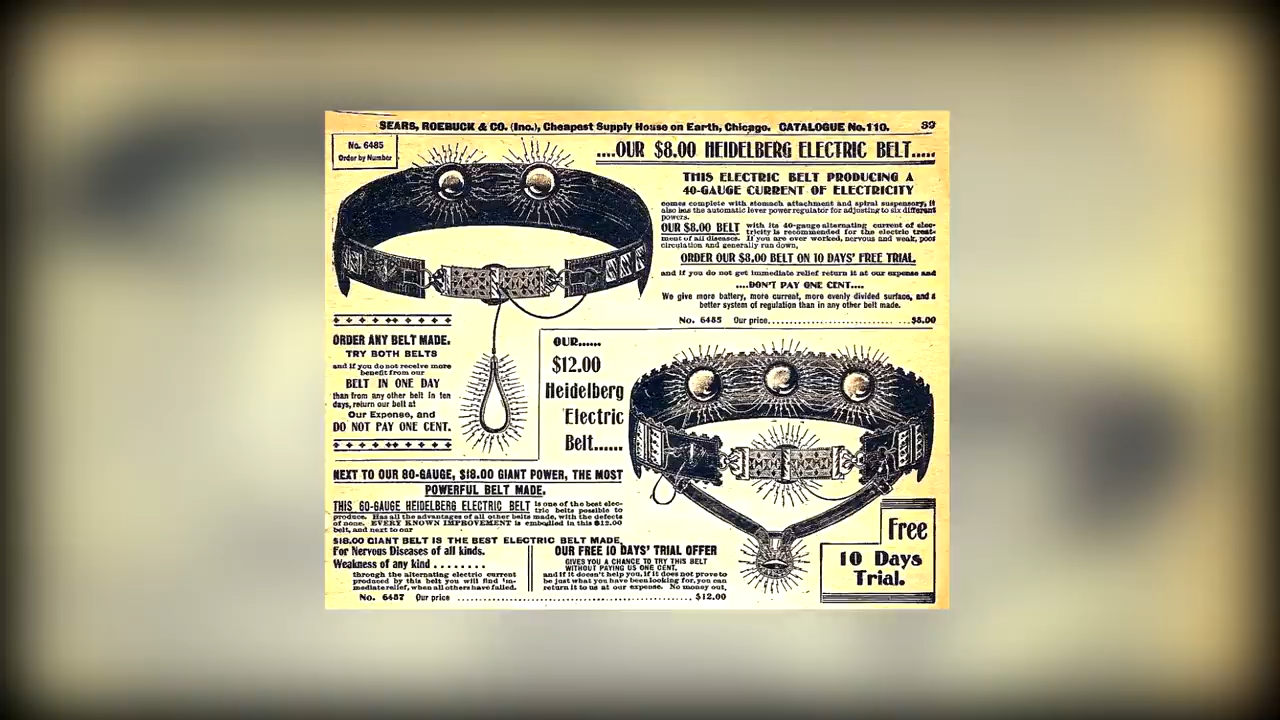 SEARS, ROEBUCK & CO. (Inc.), Cheapest Supply House on Earth, Chicago. CATALOGUE No. 110. 39
No. 6485
Order by Number
....OUR $8.00 HEIDELBERG ELECTRIC BELT.....
THIS ELECTRIC BELT PRODUCING A
40-GAUGE CURRENT OF ELECTRICITY
comes complete with stomach attachment and spiral suspensory, it
also has the automatic lever power regulator for adjusting to six different
powers.
OUR $8.00 BELT with its 40-gauge alternating current of elec-
tricity is recommended for the electric treat-
ment of all diseases. If you are over worked, nervous and weak, poor
circulation and generally run down,
ORDER OUR $8.00 BELT ON 10 DAYS' FREE TRIAL,
and if you do not get immediate relief return it at our expense and
....DON'T PAY ONE CENT....
We give more battery, more current, more evenly divided surface, and a
better system of regulation than in any other belt made.
No. 6485 Our price.............................. ...$8.00
ORDER ANY BELT MADE.
TRY BOTH BELTS
and if you do not receive more
benefit from our
BELT IN ONE DAY
than from any other belt in ten
days, return our belt at
Our Expense, and
DO NOT PAY ONE CENT.
OUR......
$12.00
Heidelberg
Electric
Belt......
NEXT TO OUR 80-GAUGE, $18.00 GIANT POWER, THE MOST
POWERFUL BELT MADE.
THIS 60-GAUGE HEIDELBERG ELECTRIC BELT is one of the best elec-
tric belts possible to
produce. Has all the advantages of all other belts made, with the defects
of none. EVERY KNOWN IMPROVEMENT is embodied in this $12.00
belt, and next to our
$18.00 GIANT BELT IS THE BEST ELECTRIC BELT MADE.
For Nervous Diseases of all kinds.
Weakness of any kind ........
through the alternating electric current
produced by this belt you will find im-
mediate relief, when all others have failed.
OUR FREE 10 DAYS' TRIAL OFFER
GIVES YOU A CHANCE TO TRY THIS BELT
WITHOUT PAYING US ONE CENT.
and if it doesn't help you, if it does not prove to
be just what you have been looking for, you can
return it to us at our expense. No money out,
No. 6487 Our price ........................................................ $12.00
Free
10 Days
Trial.